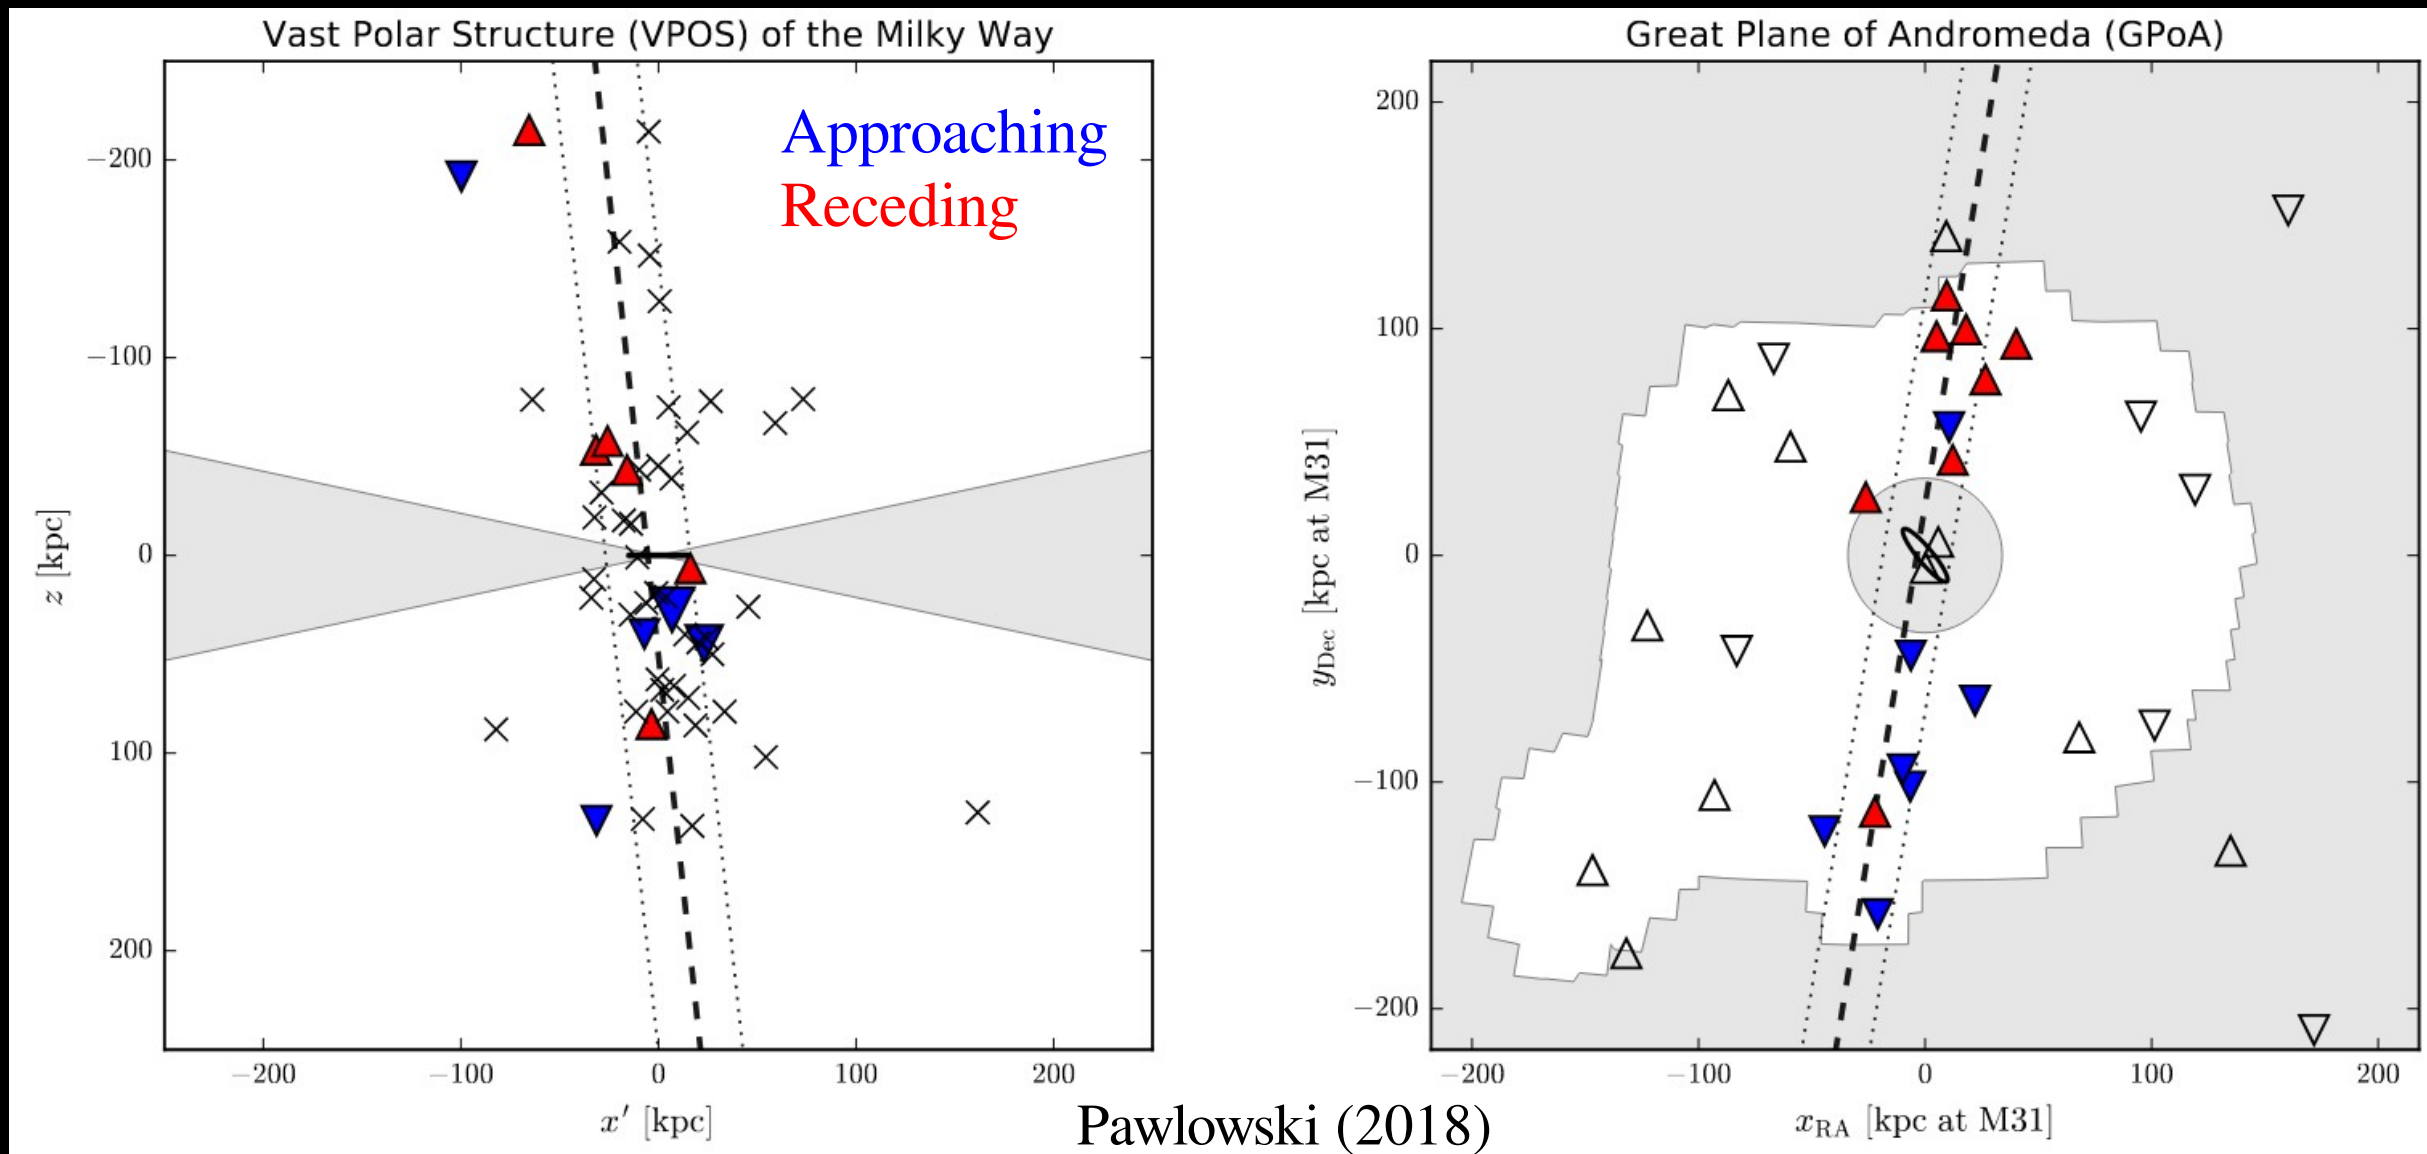 Vast Polar Structure (VPOS) of the Milky Way
Approaching
Receding
−200
−100
0
100
200
z [kpc]
−200
−100
0
100
200
x′ [kpc]
Great Plane of Andromeda (GPoA)
200
100
0
−100
−200
yDec [kpc at M31]
−200
−100
0
100
200
xRA [kpc at M31]
Pawlowski (2018)